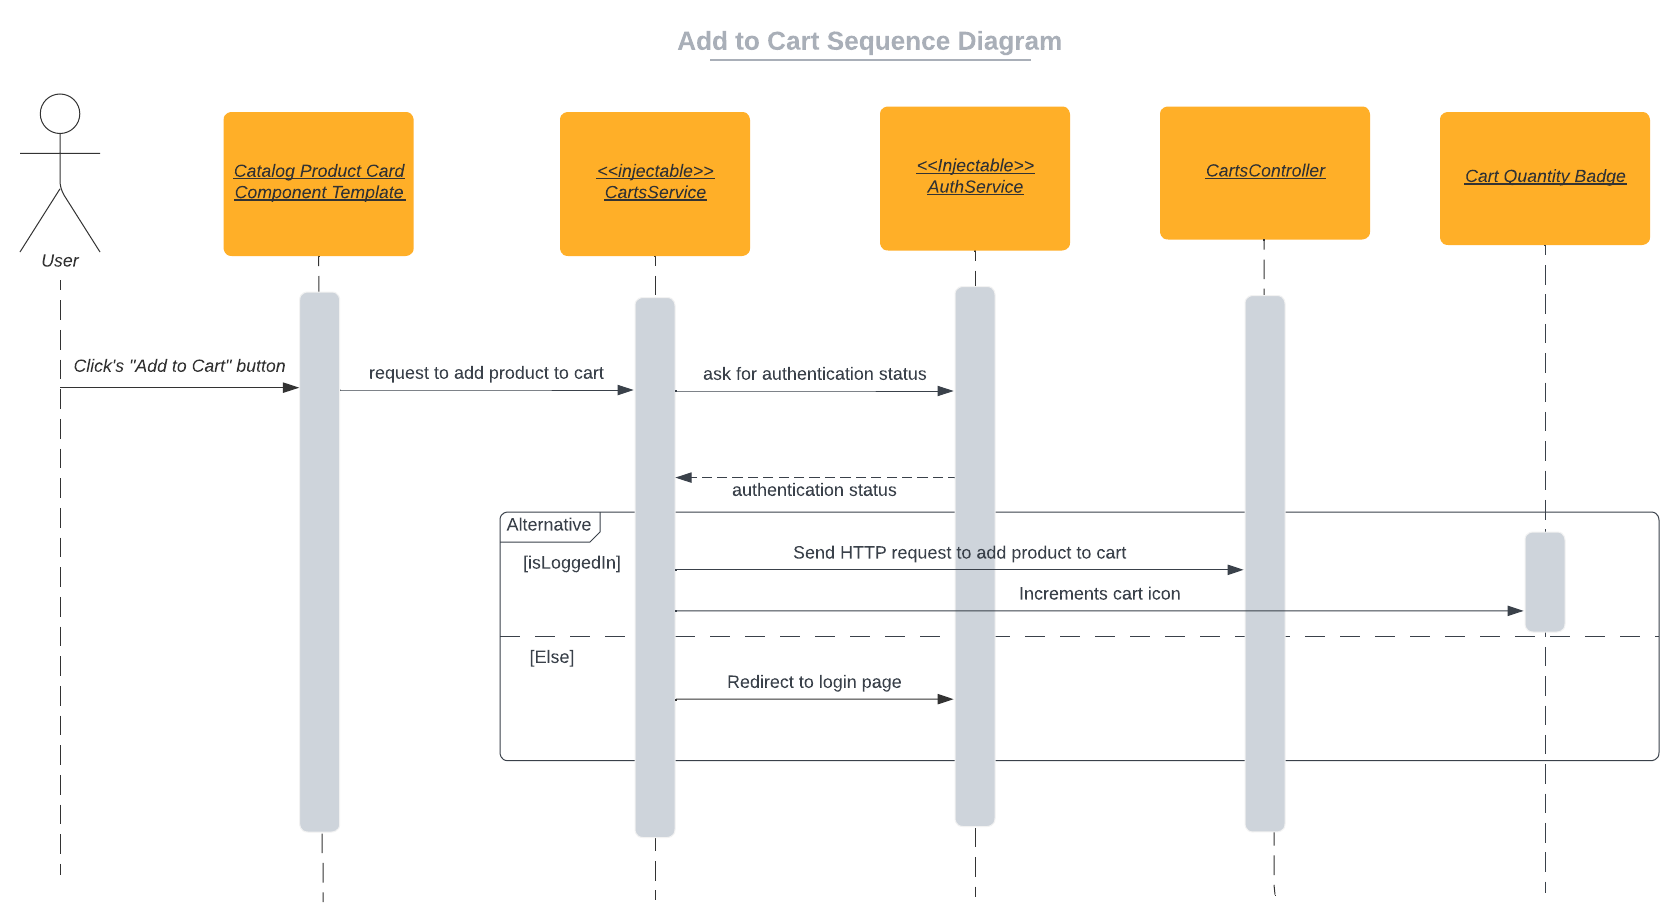 Add to Cart Sequence Diagram
User
Catalog Product Card
Component Template
<<injectable>>
CartsService
<<Injectable>>
AuthService
CartsController
Cart Quantity Badge
Click's "Add to Cart" button
request to add product to cart
ask for authentication status
authentication status
Alternative
[isLoggedIn]
Send HTTP request to add product to cart
Increments cart icon
[Else]
Redirect to login page